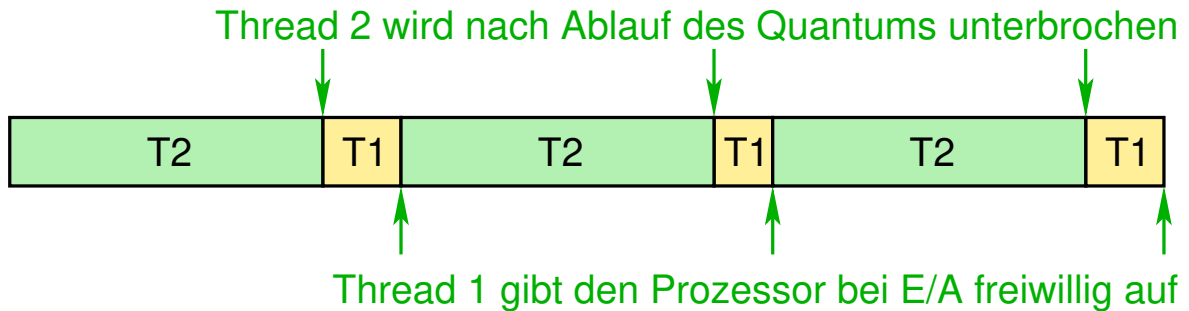 Thread 2 wird nach Ablauf des Quantums unterbrochen
T2 T1 T2 T1 T2 T1
Thread 1 gibt den Prozessor bei E/A freiwillig auf